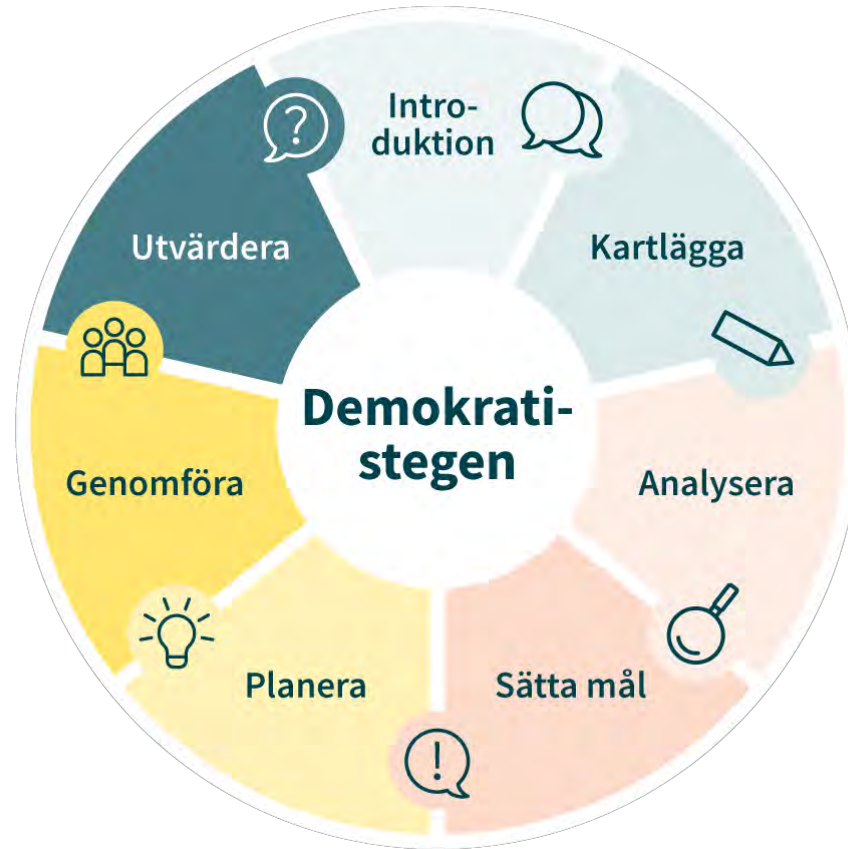 Intro-
duktion
Kartlägga
Analysera
Sätta mål
Planera
Genomföra
Utvärdera
Demokrati-
stegen
?
!